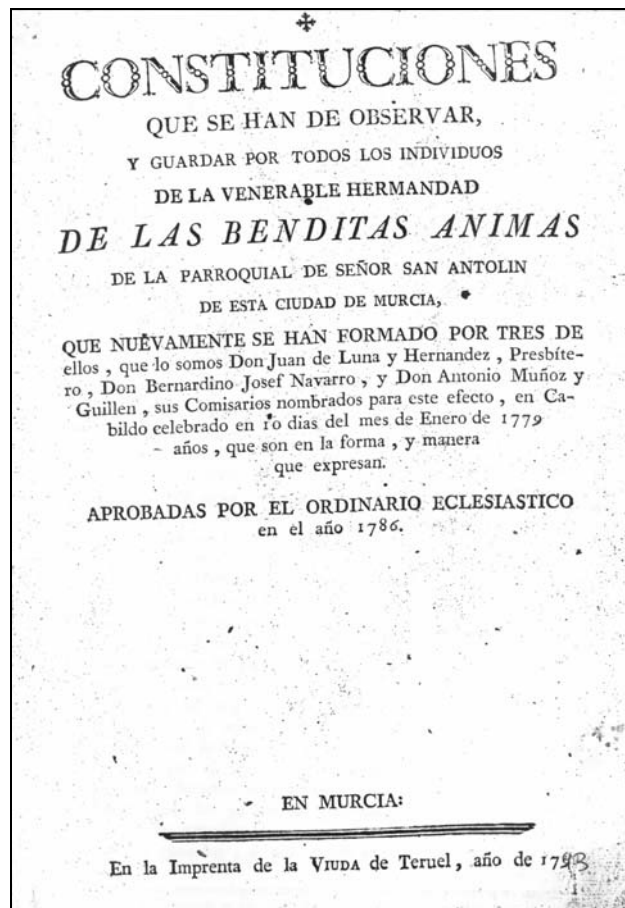 CONSTITUCIONES
QUE SE HAN DE OBSERVAR,
Y GUARDAR POR TODOS LOS INDIVIDUOS
DE LA VENERABLE HERMANDAD
DE LAS BENDITAS ANIMAS
DE LA PARROQUIAL DE SEÑOR SAN ANTOLIN
DE ESTA CIUDAD DE MURCIA,
QUE NUEVAMENTE SE HAN FORMADO POR TRES DE
ellos , que lo somos Don Juan de Luna y Hernandez , Presbíte-
ro , Don Bernardino Josef Navarro , y Don Antonio Muñoz y
Guillen , sus Comisarios nombrados para este efecto , en Ca-
bildo celebrado en 10 dias del mes de Enero de 1779
años , que son en la forma , y manera
que expresan.
APROBADAS POR EL ORDINARIO ECLESIASTICO
en el año 1786.
EN MURCIA:
En la Imprenta de la VIUDA de Teruel, año de 1793